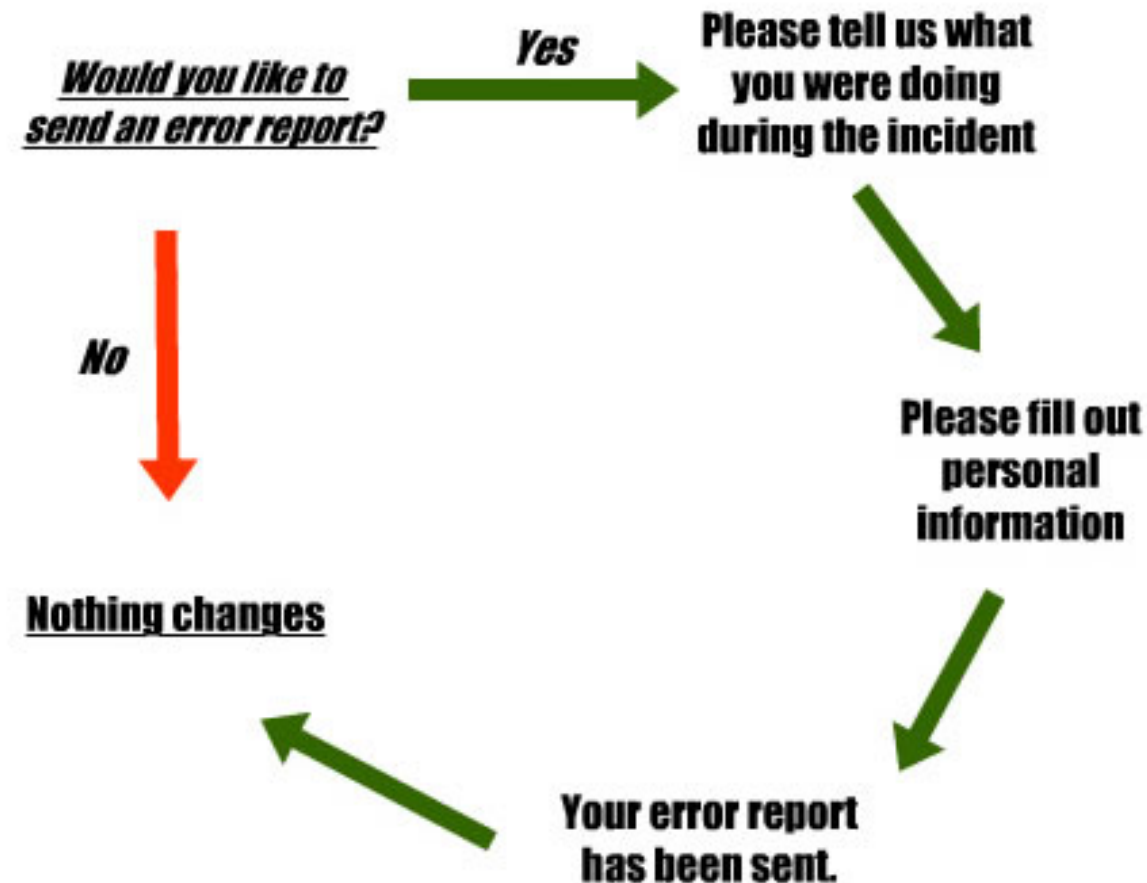 Would you like to
send an error report?
Yes
Please tell us what
you were doing
during the incident
No
Please fill out
personal
information
Nothing changes
Your error report
has been sent.